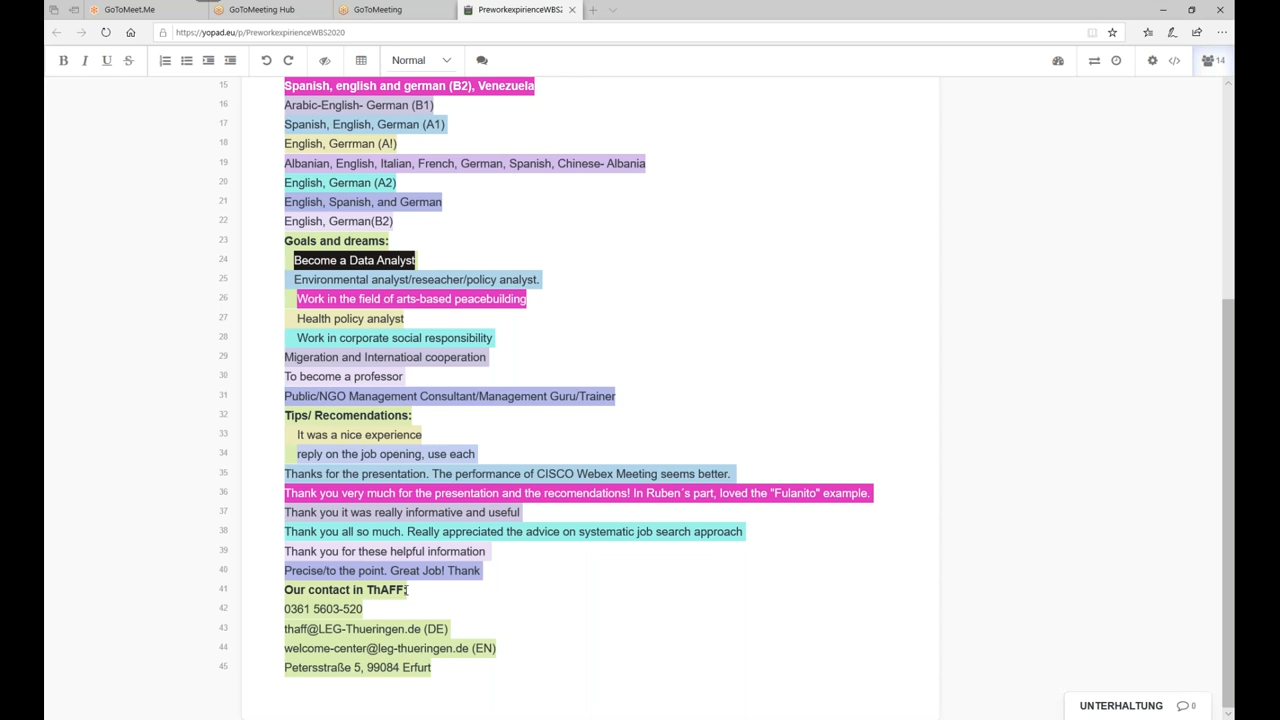 GoToMeet.Me
GoToMeeting Hub
GoToMeeting
PreworkexpirienceWBS2
https://yopad.eu/p/PreworkexpirienceWBS2020
B I U S
Normal
14
15 Spanish, english and german (B2), Venezuela
16 Arabic-English- German (B1)
17 Spanish, English, German (A1)
18 English, Gerrman (A!)
19 Albanian, English, Italian, French, German, Spanish, Chinese- Albania
20 English, German (A2)
21 English, Spanish, and German
22 English, German(B2)
23 Goals and dreams:
24 Become a Data Analyst
25 Environmental analyst/reseacher/policy analyst.
26 Work in the field of arts-based peacebuilding
27 Health policy analyst
28 Work in corporate social responsibility
29 Migeration and Internatioal cooperation
30 To become a professor
31 Public/NGO Management Consultant/Management Guru/Trainer
32 Tips/ Recomendations:
33 It was a nice experience
34 reply on the job opening, use each
35 Thanks for the presentation. The performance of CISCO Webex Meeting seems better.
36 Thank you very much for the presentation and the recomendations! In Ruben´s part, loved the "Fulanito" example.
37 Thank you it was really informative and useful
38 Thank you all so much. Really appreciated the advice on systematic job search approach
39 Thank you for these helpful information
40 Precise/to the point. Great Job! Thank
41 Our contact in ThAFF:
42 0361 5603-520
43 thaff@LEG-Thueringen.de (DE)
44 welcome-center@leg-thueringen.de (EN)
45 Petersstraße 5, 99084 Erfurt
UNTERHALTUNG 0